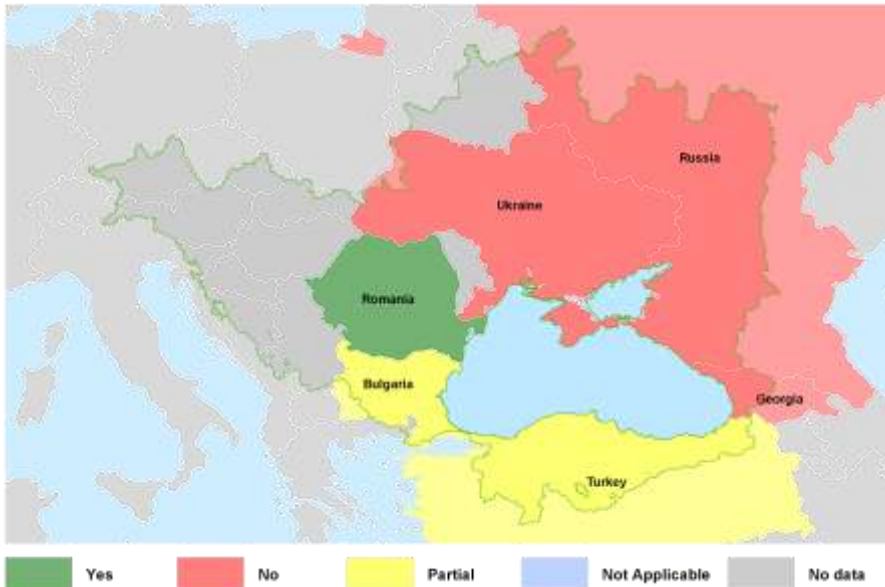 Russia
Ukraine
Romania
Bulgaria
Georgia
Turkey
Yes No Partial Not Applicable No data